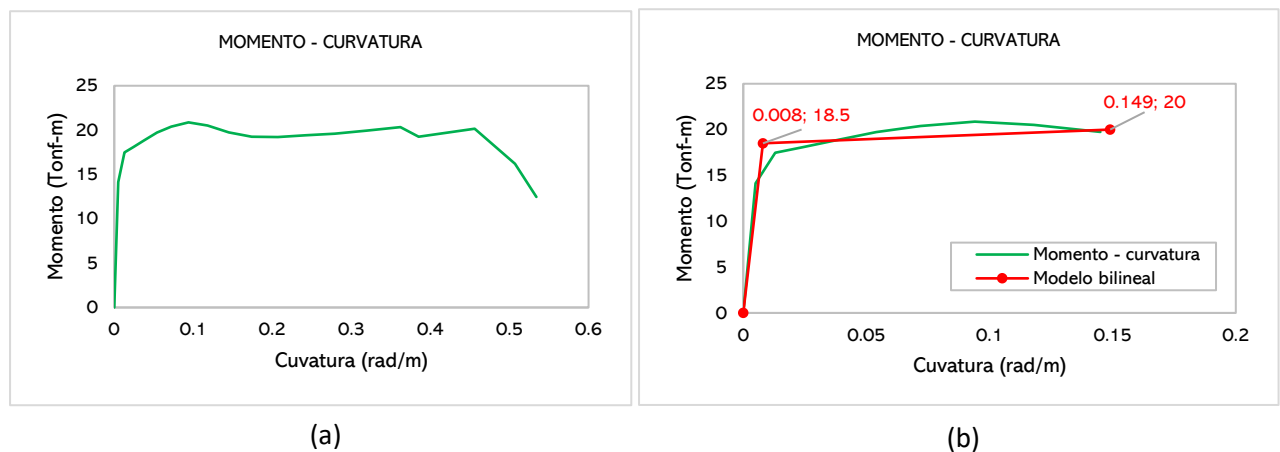 MOMENTO - CURVATURA
Momento (Tonf-m)
25
20
15
10
5
0
0 0.1 0.2 0.3 0.4 0.5 0.6
Cuvatura (rad/m)
(a)
MOMENTO - CURVATURA
Momento (Tonf-m)
25
20
15
10
5
0
0.008; 18.5
0.149; 20
Momento - curvatura
Modelo bilineal
0 0.05 0.1 0.15 0.2
Cuvatura (rad/m)
(b)